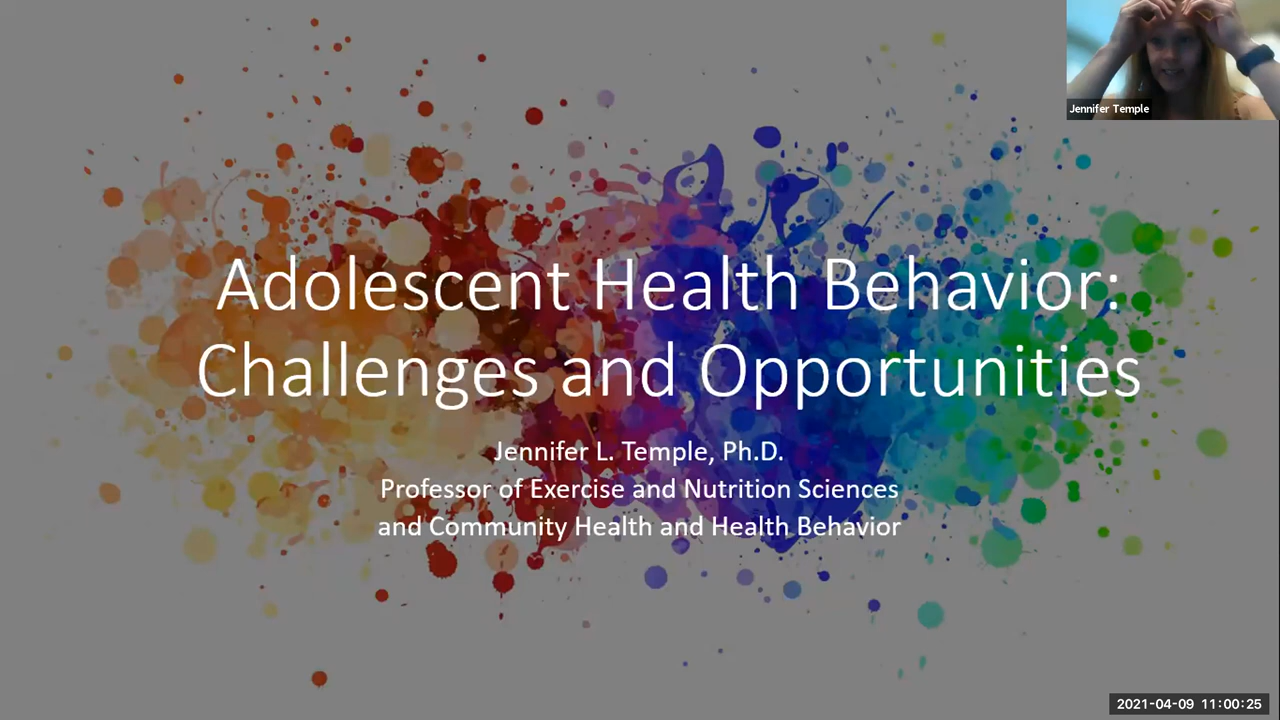 Jennifer Temple
Adolescent Health Behavior:
Challenges and Opportunities
Jennifer L. Temple, Ph.D.
Professor of Exercise and Nutrition Sciences
and Community Health and Health Behavior
2021-04-09 11:00:25